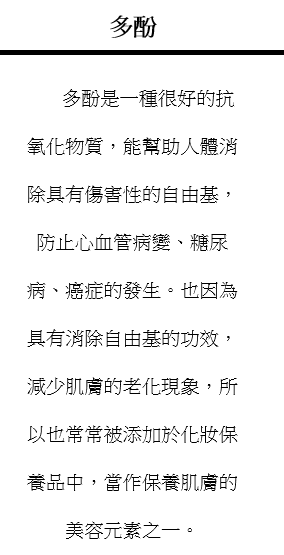 多酚
多酚是一種很好的抗
氧化物質，能幫助人體消
除具有傷害性的自由基，
防止心血管病變、糖尿
病、癌症的發生。也因為
具有消除自由基的功效，
減少肌膚的老化現象，所
以也常常被添加於化妝保
養品中，當作保養肌膚的
美容元素之一。